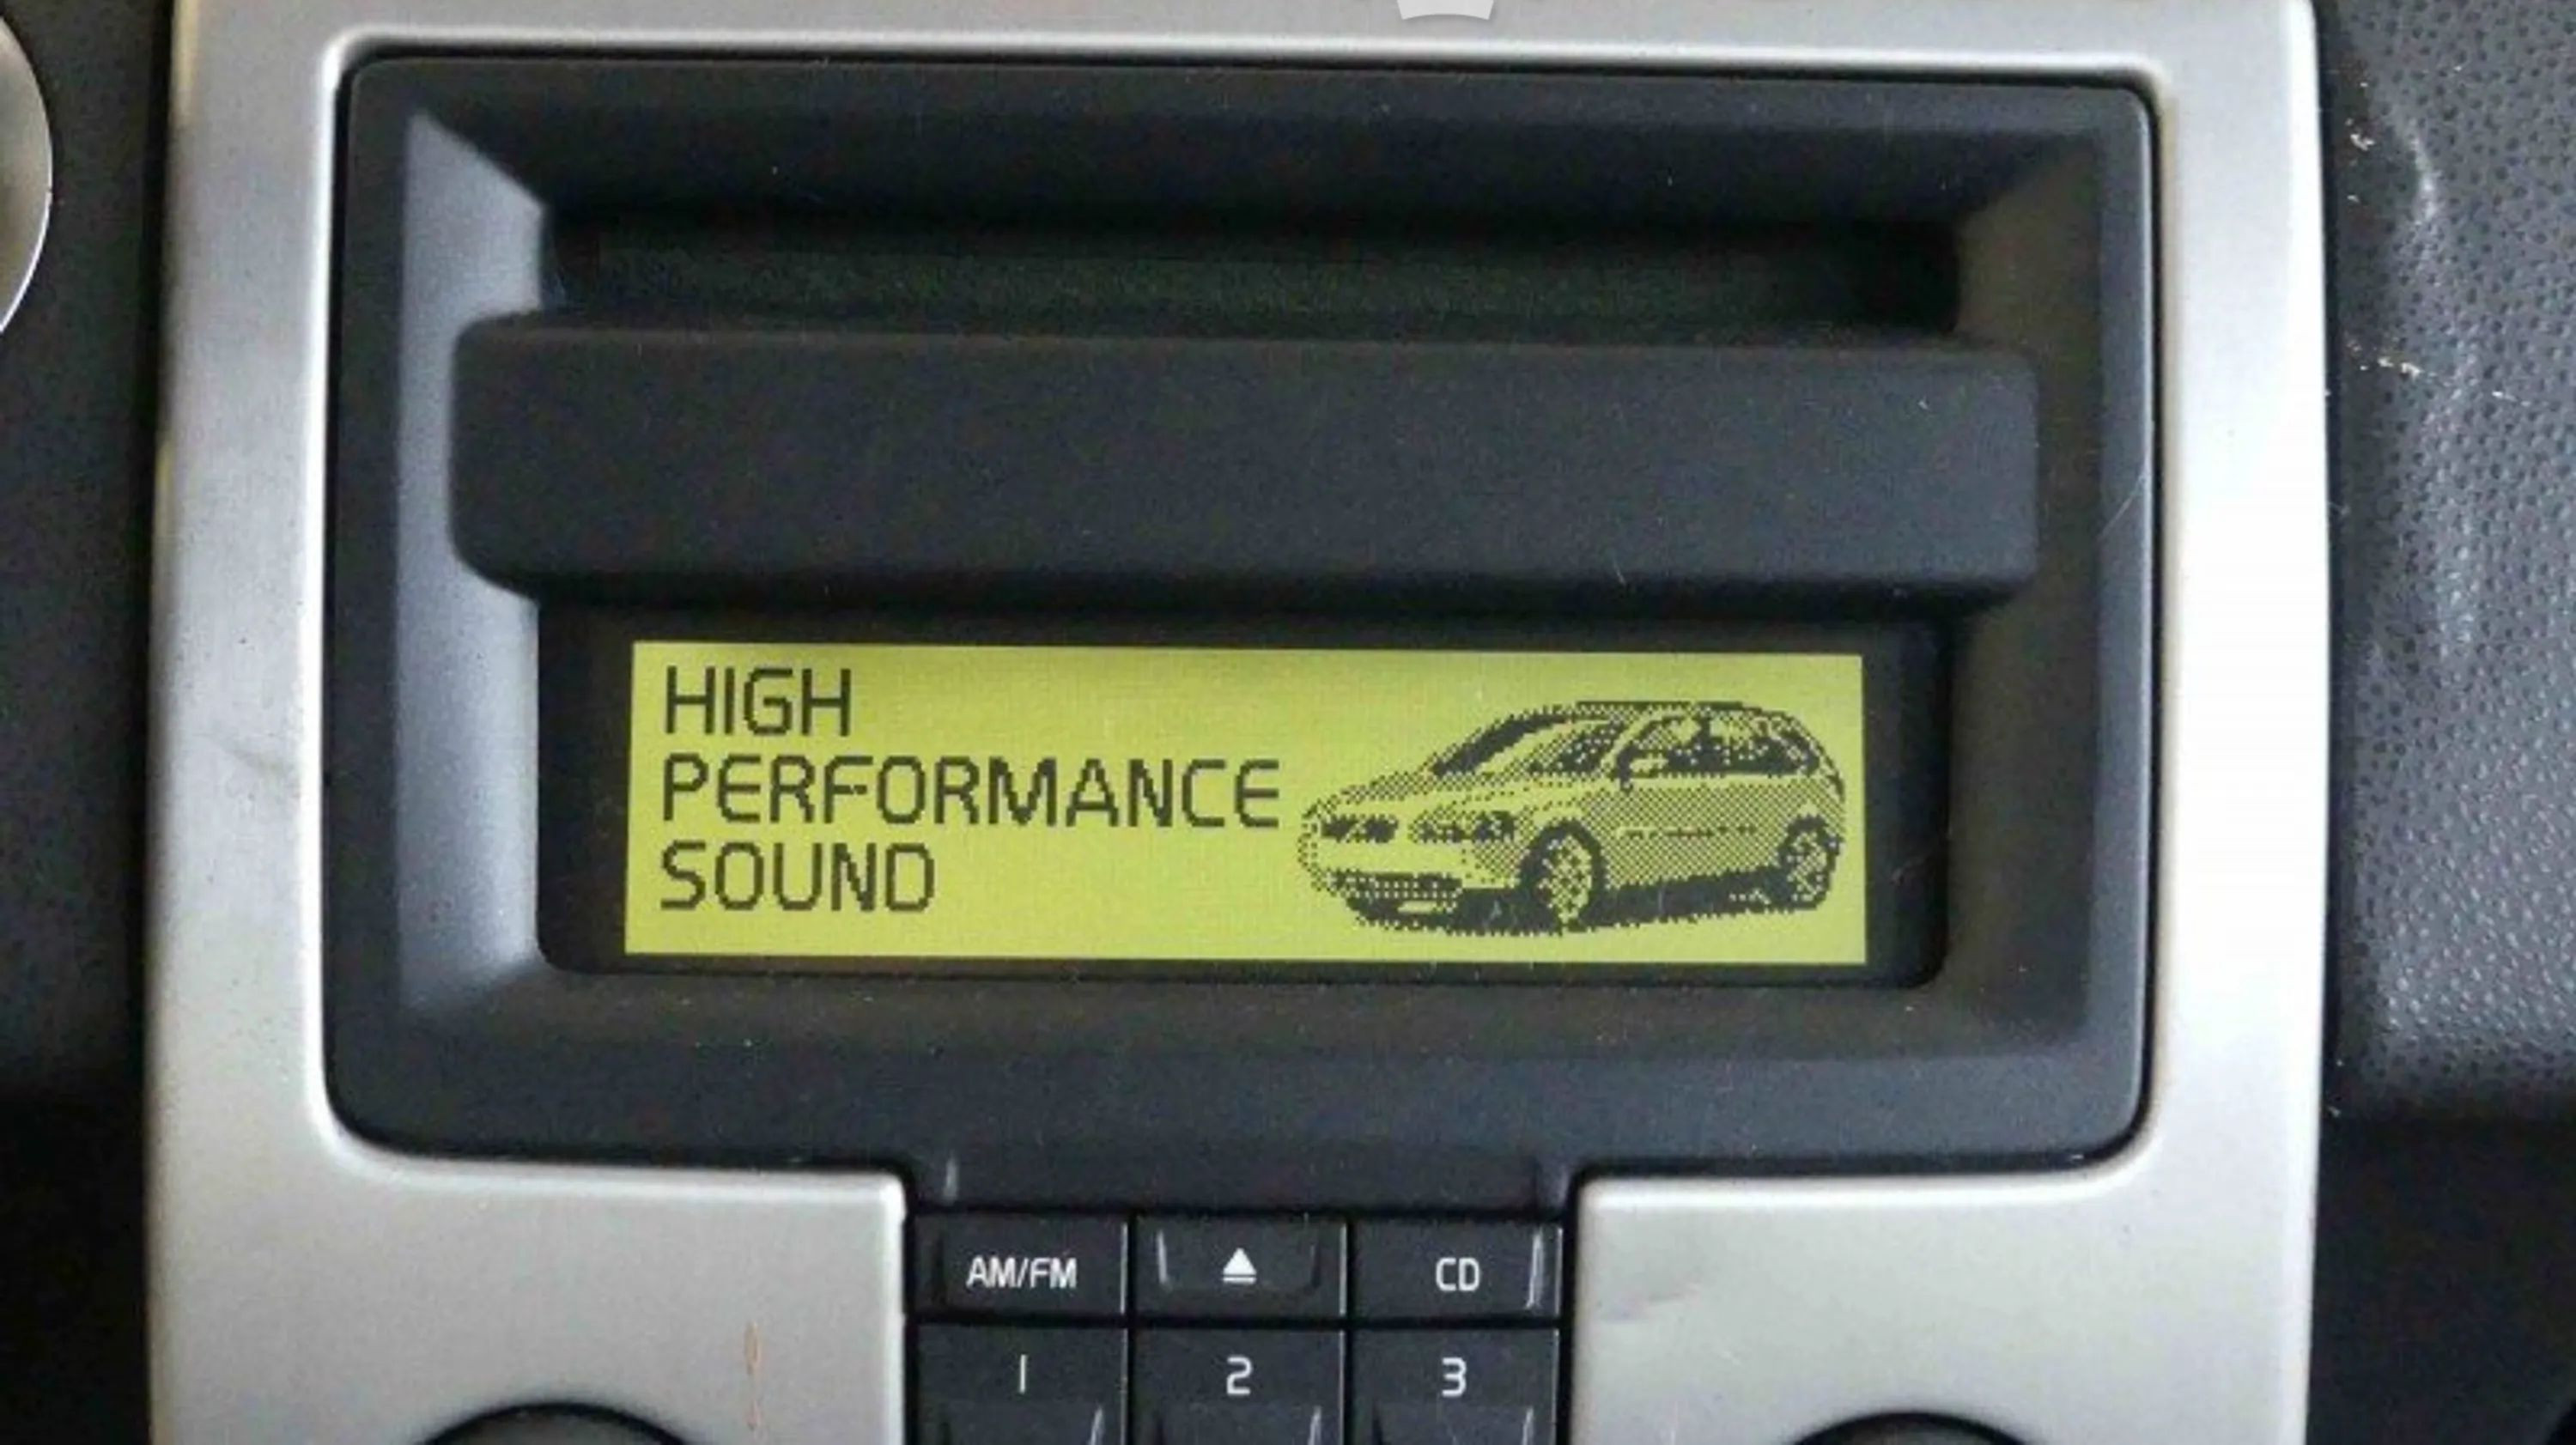 HIGH
PERFORMANCE
SOUND
AM/FM
CD
1
2
3